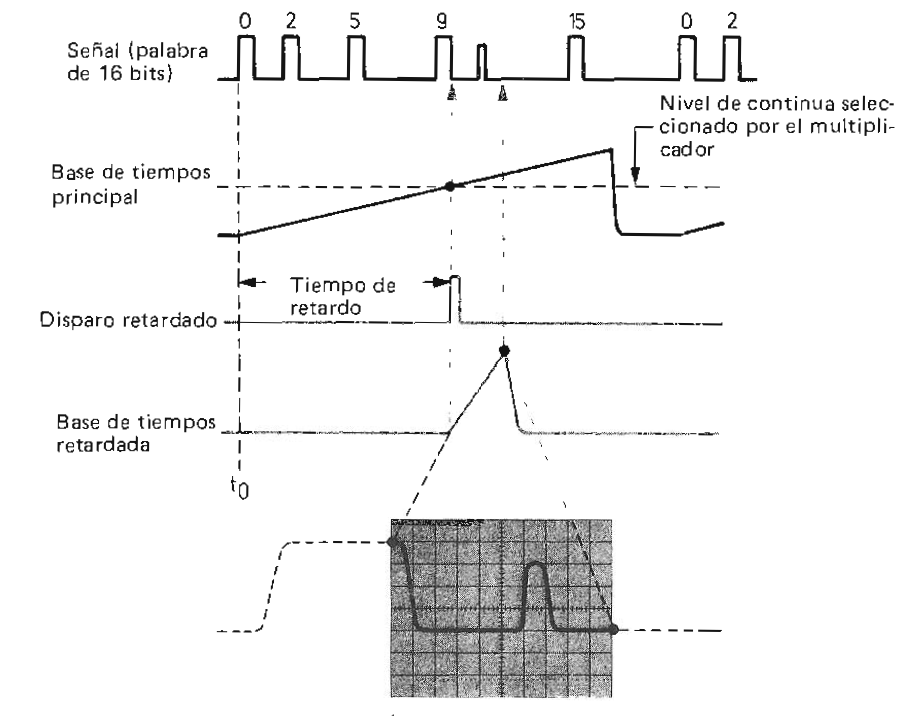 0 2 5 9 15 0 2
Señal (palabra
de 16 bits)
Nivel de continua selec-
cionado por el multipli-
cador
Base de tiempos
principal
Tiempo de
retardo
Disparo retardado
Base de tiempos
retardada
t0